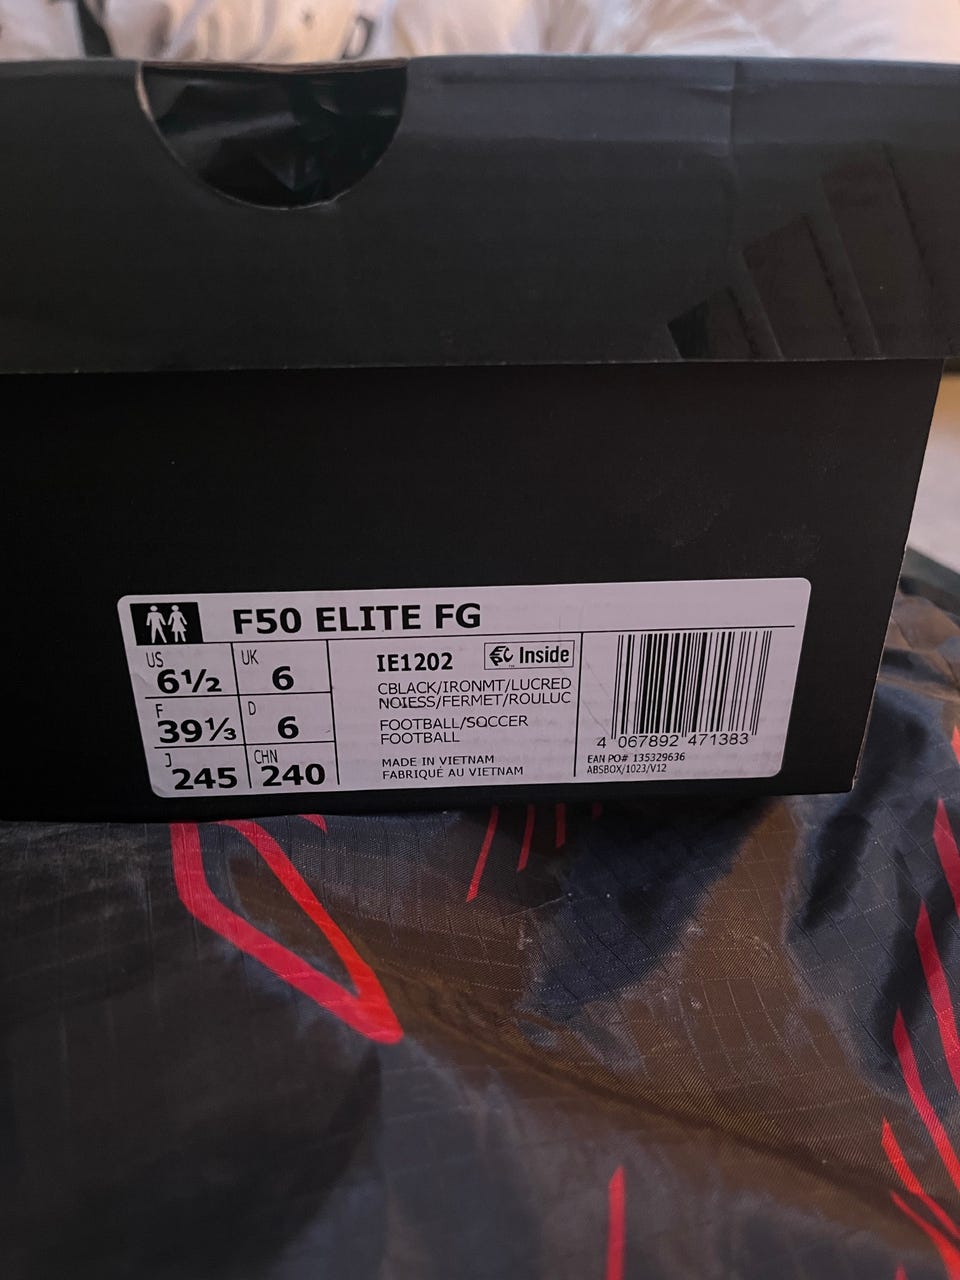 F50 ELITE FG
US UK
6½ 6
F D
39⅓ 6
J CHN
245 240
IE1202 Inside
CBLACK/IRONMT/LUCRED
NOIESS/FERMET/ROULUC
FOOTBALL/SOCCER
FOOTBALL
MADE IN VIETNAM
FABRIQUÉ AU VIETNAM
4 067892 471383
EAN PO# 135329636
ABSBOX/1023/V12